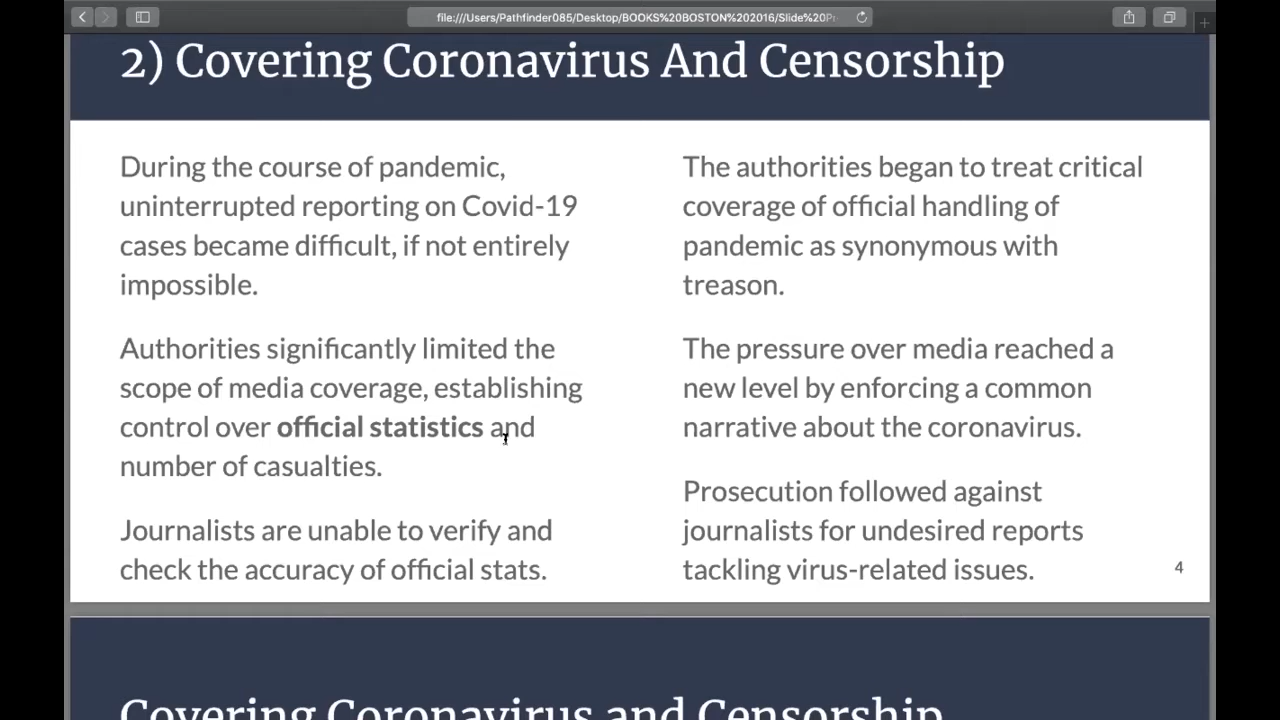 file:///Users/Pathfinder085/Desktop/BOOKS%20BOSTON%202016/Slide%20Pr
2) Covering Coronavirus And Censorship
During the course of pandemic,
uninterrupted reporting on Covid-19
cases became difficult, if not entirely
impossible.
Authorities significantly limited the
scope of media coverage, establishing
control over official statistics and
number of casualties.
Journalists are unable to verify and
check the accuracy of official stats.
The authorities began to treat critical
coverage of official handling of
pandemic as synonymous with
treason.
The pressure over media reached a
new level by enforcing a common
narrative about the coronavirus.
Prosecution followed against
journalists for undesired reports
tackling virus-related issues.
4
Covering Coronavirus and Censorship